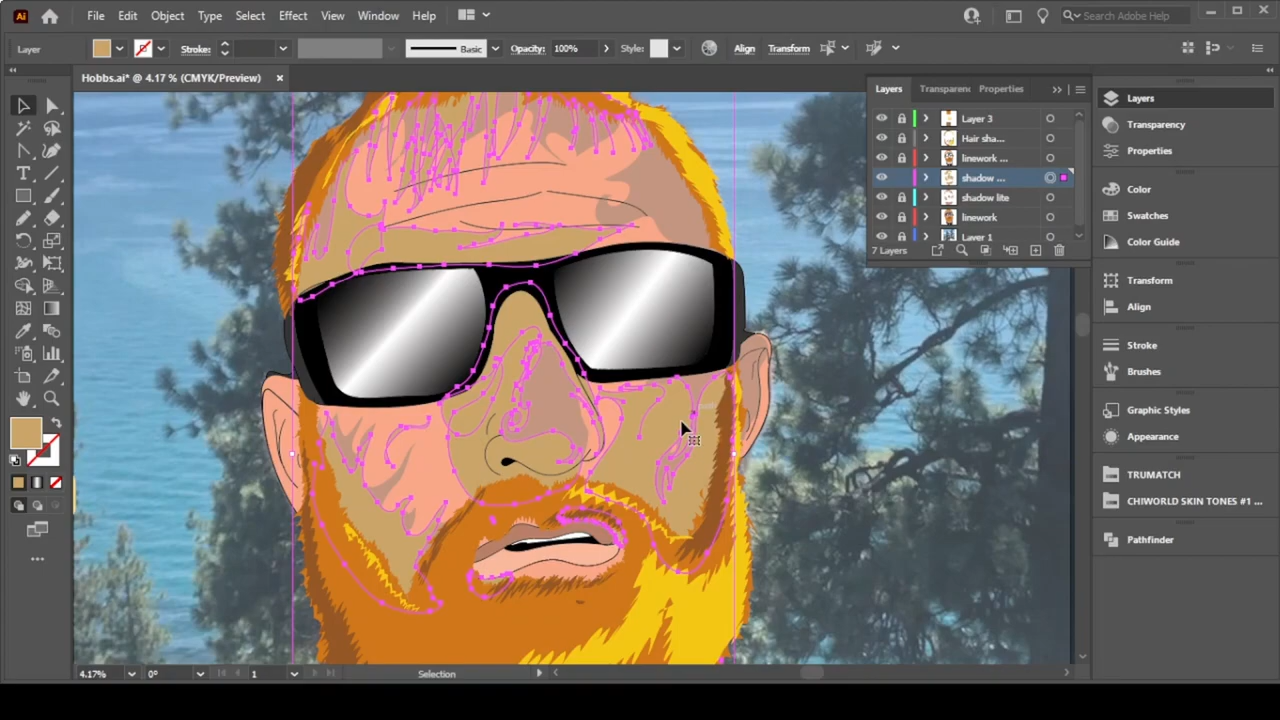 Ai File Edit Object Type Select Effect View Window Help Search Adobe Help
Layer Stroke: Basic Opacity: 100% Style: Align Transform
Hobbs.ai* @ 4.17 % (CMYK/Preview)
Layers Transparen Properties
Layer 3
Hair sha...
linework ...
shadow ...
shadow lite
linework
Layer 1
7 Layers
Layers
Transparency
Properties
Color
Swatches
Color Guide
Transform
Align
Stroke
Brushes
Graphic Styles
Appearance
TRUMATCH
CHIWORLD SKIN TONES #1 ...
Pathfinder
4.17% 0° 1 Selection